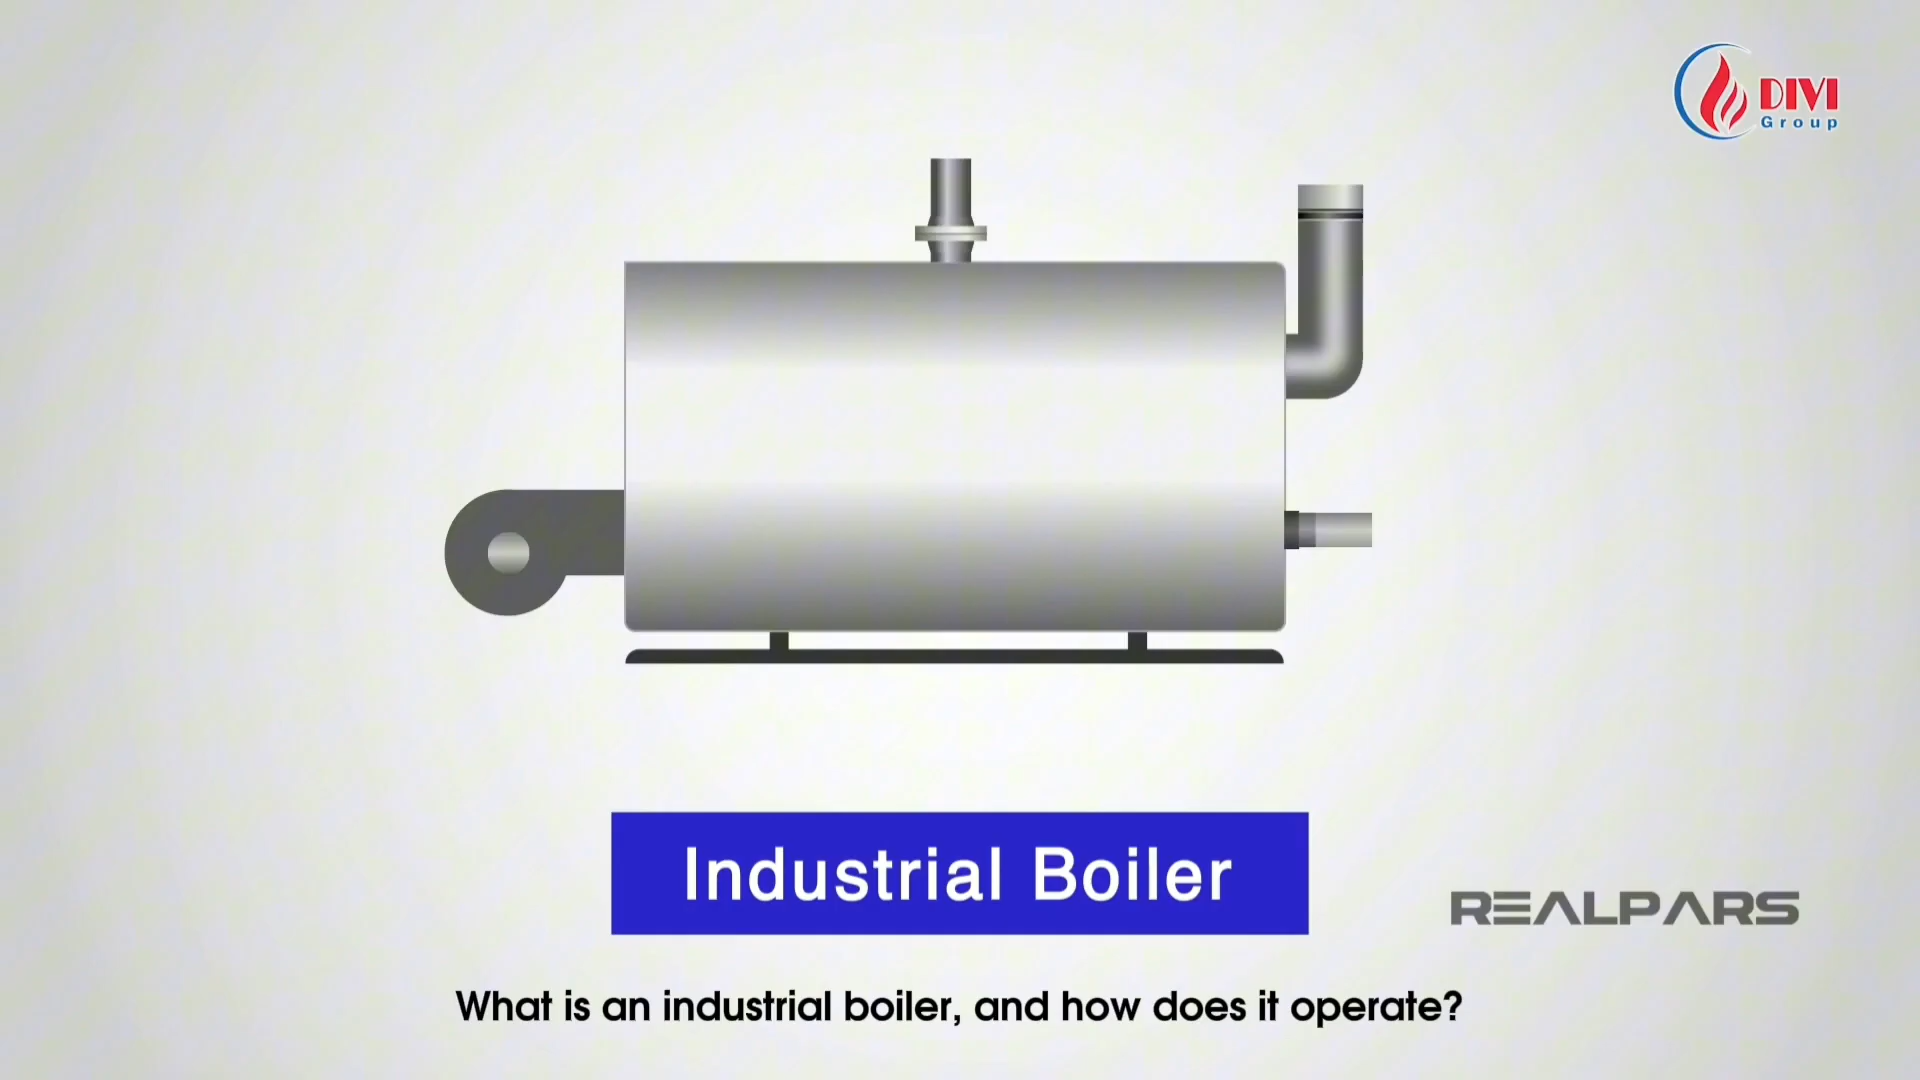 DIVI
Group
Industrial Boiler
REALPARS
What is an industrial boiler, and how does it operate?